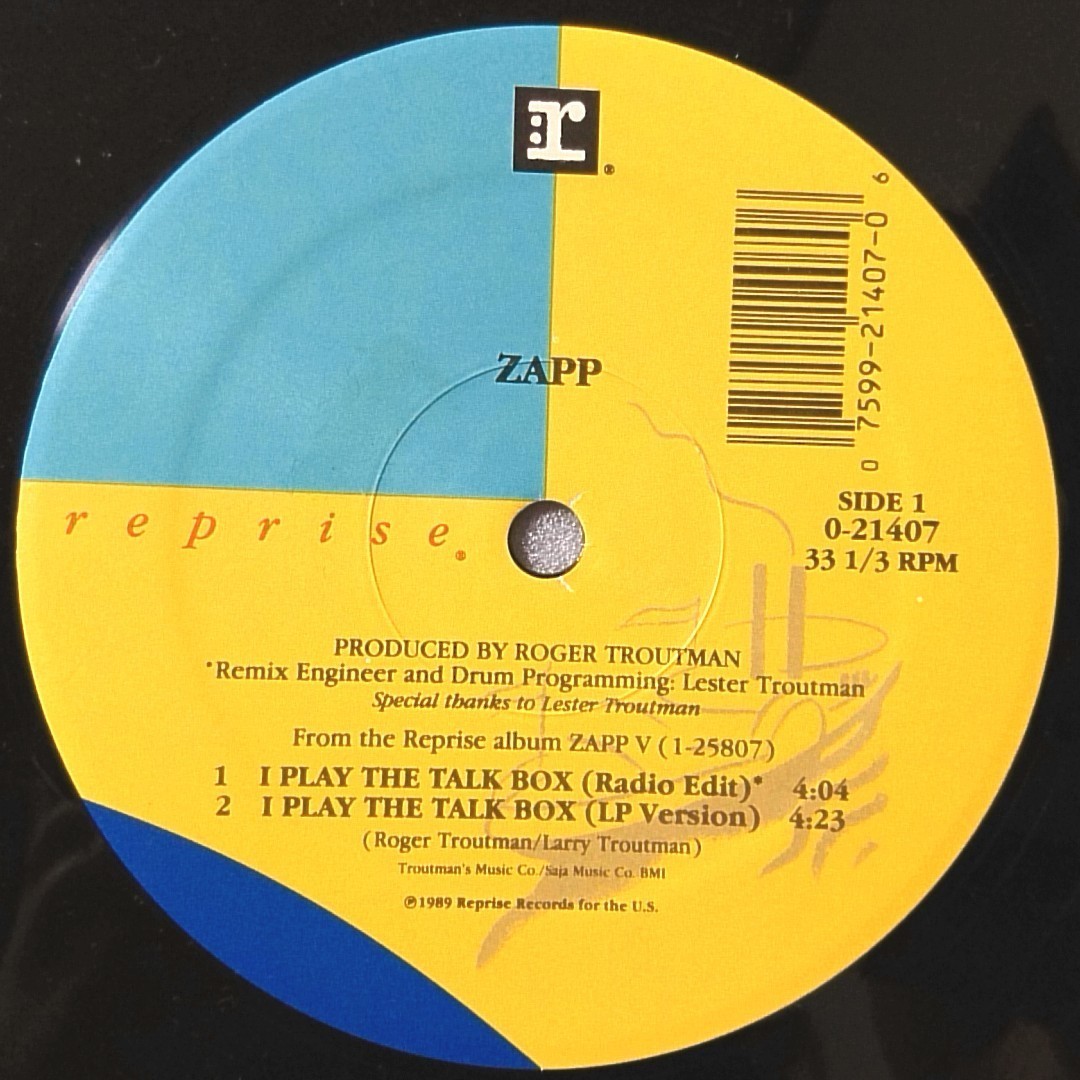 r®
ZAPP
0 7599-21407-0 6
reprise®
SIDE 1
0-21407
33 1/3 RPM
PRODUCED BY ROGER TROUTMAN
*Remix Engineer and Drum Programming: Lester Troutman
Special thanks to Lester Troutman
From the Reprise album ZAPP V (1-25807)
1 I PLAY THE TALK BOX (Radio Edit)* 4:04
2 I PLAY THE TALK BOX (LP Version) 4:23
(Roger Troutman/Larry Troutman)
Troutman's Music Co./Saja Music Co. BMI
℗1989 Reprise Records for the U.S.